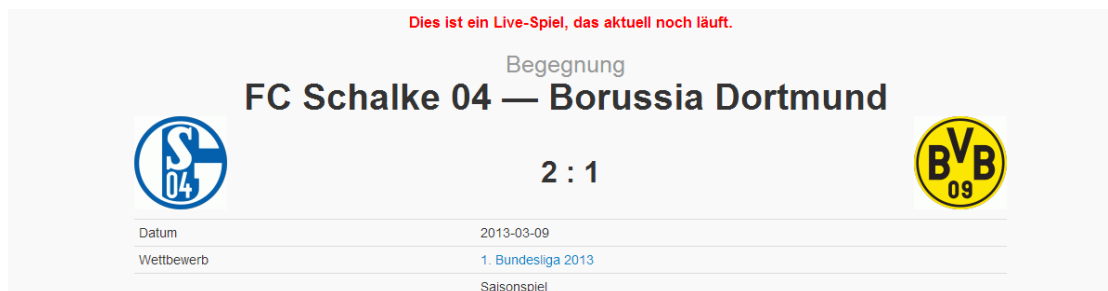 Dies ist ein Live-Spiel, das aktuell noch läuft.
Begegnung
FC Schalke 04 — Borussia Dortmund
S 04
2 : 1
BVB 09
Datum 2013-03-09
Wettbewerb 1. Bundesliga 2013
Saisonspiel